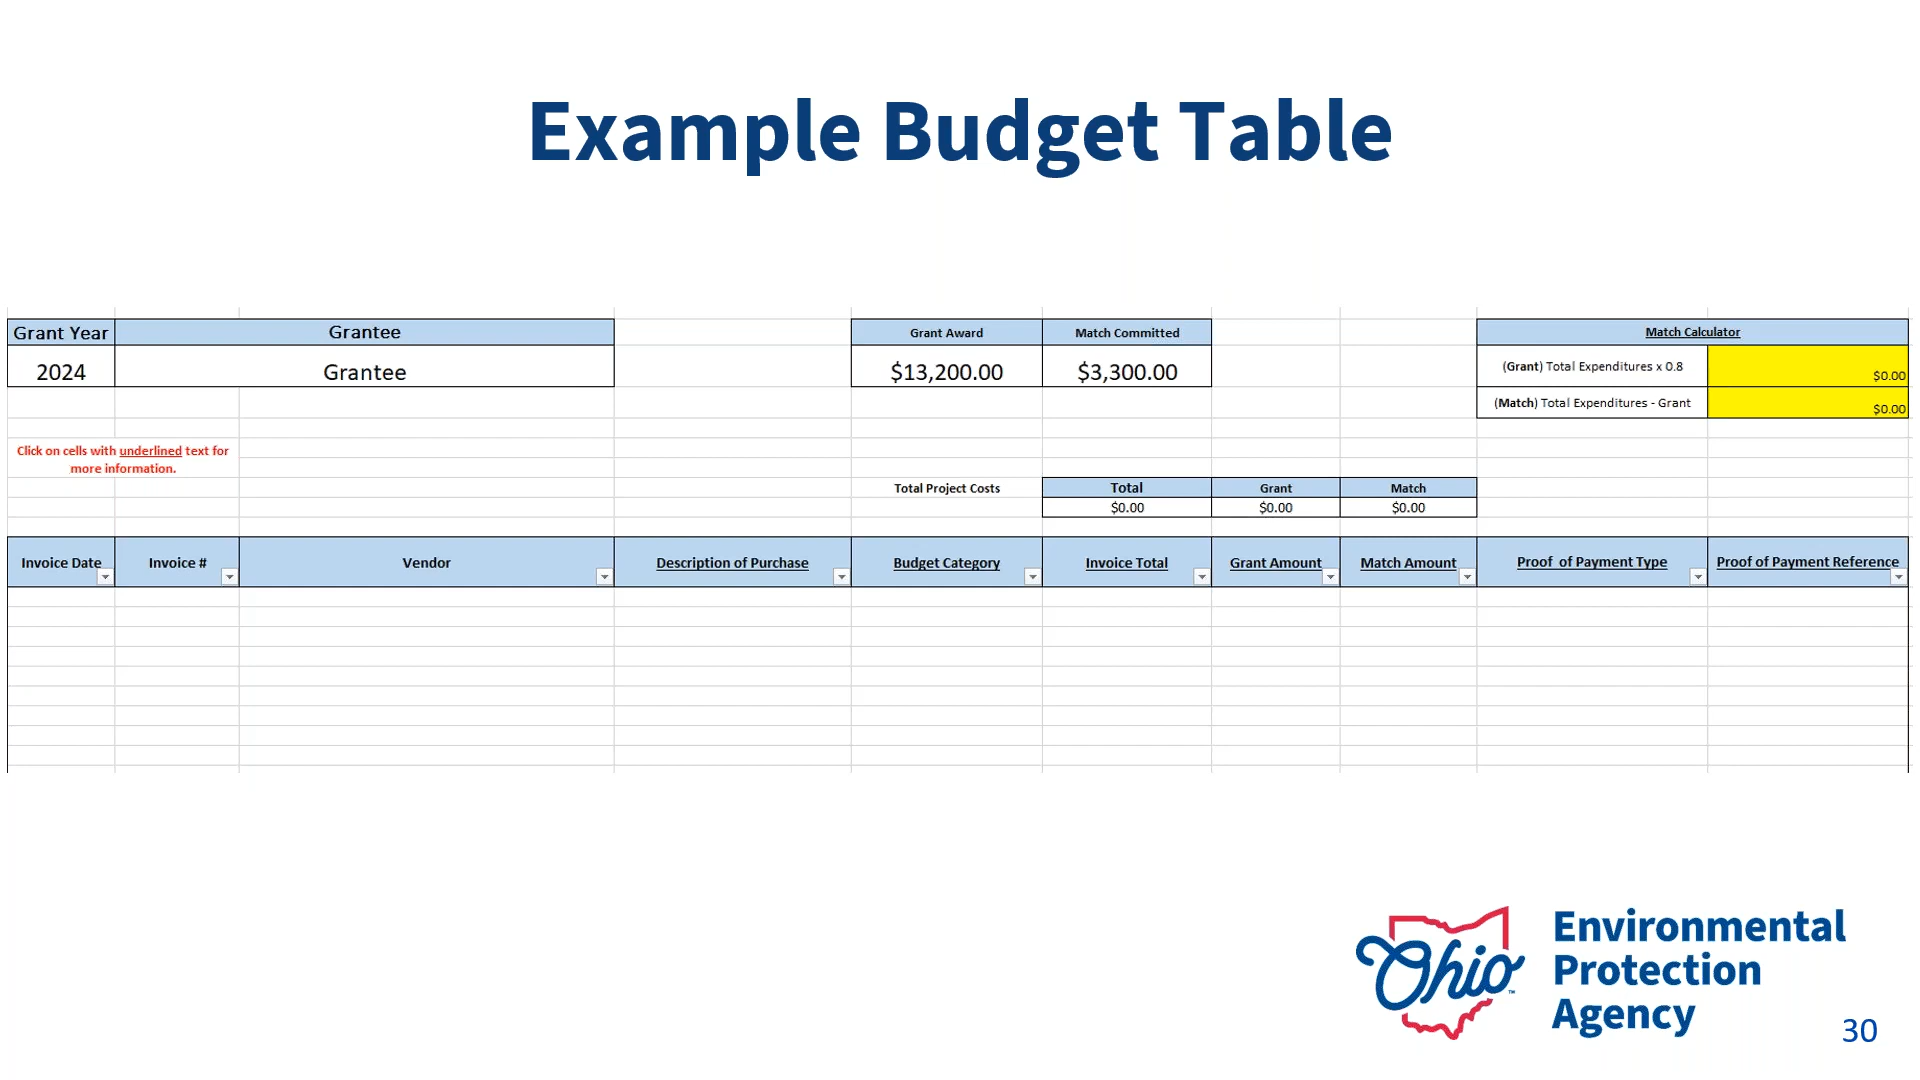 Example Budget Table
Grant Year Grantee Grant Award Match Committed Match Calculator
2024 Grantee $13,200.00 $3,300.00 (Grant) Total Expenditures x 0.8 $0.00
(Match) Total Expenditures - Grant $0.00
Click on cells with underlined text for
more information.
Total Project Costs Total Grant Match
$0.00 $0.00 $0.00
Invoice Date Invoice # Vendor Description of Purchase Budget Category Invoice Total Grant Amount Match Amount Proof of Payment Type Proof of Payment Reference
Ohio
™
Environmental
Protection
Agency
30